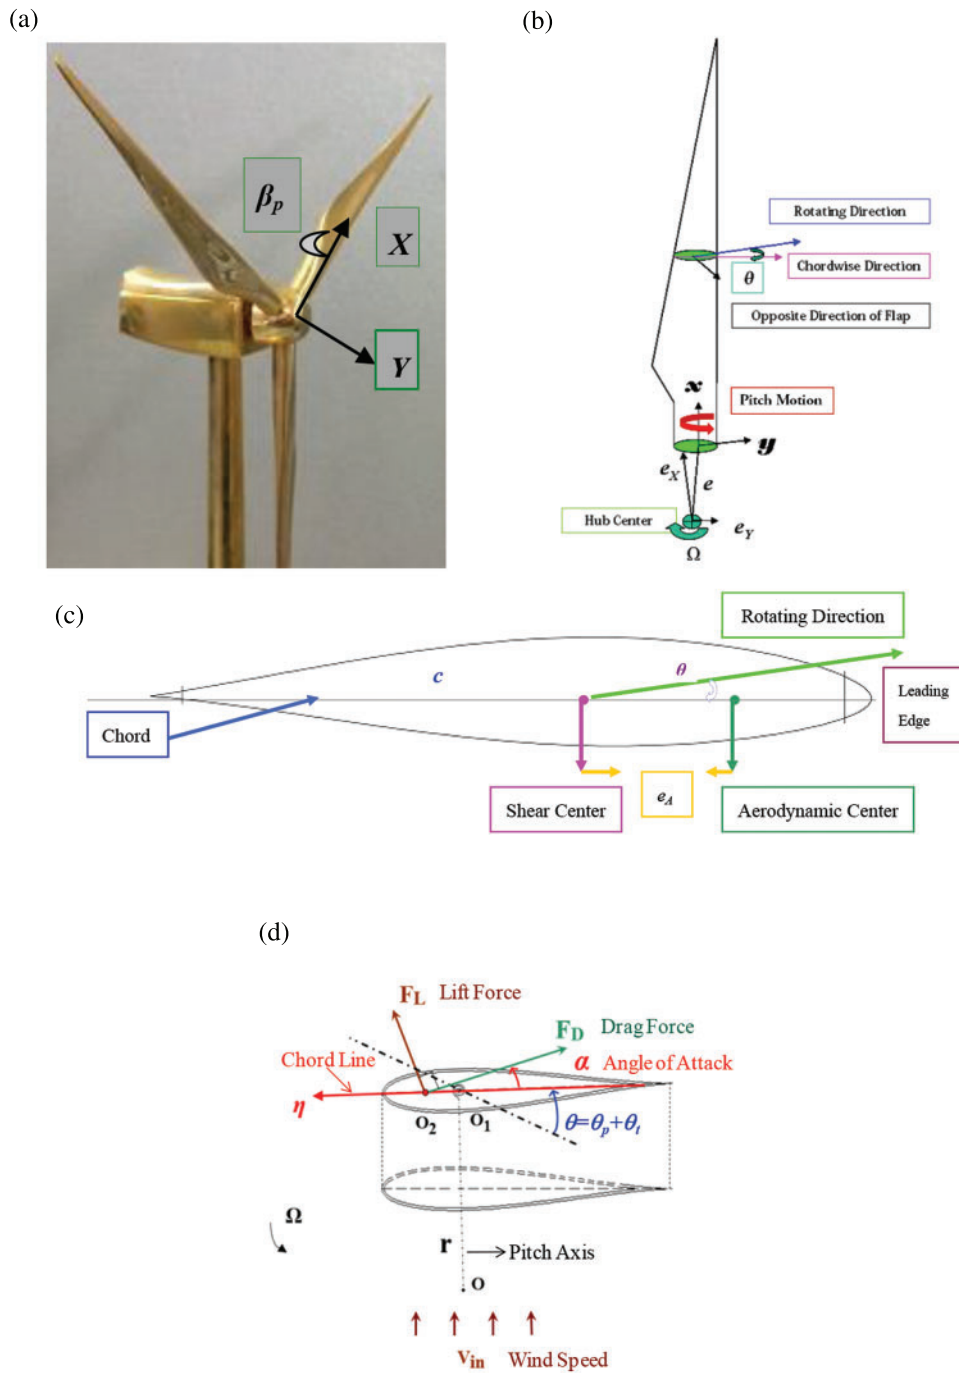 (a)
βp
X
Y
(b)
Rotating Direction
Chordwise Direction
θ
Opposite Direction of Flap
x
Pitch Motion
y
eX
e
Hub Center
eY
Ω
(c)
Rotating Direction
c
θ
Leading
Edge
Chord
Shear Center
eA
Aerodynamic Center
(d)
FL Lift Force
FD Drag Force
Chord Line
α Angle of Attack
η
O2
O1
θ=θp+θt
Ω
r
Pitch Axis
O
Vin Wind Speed